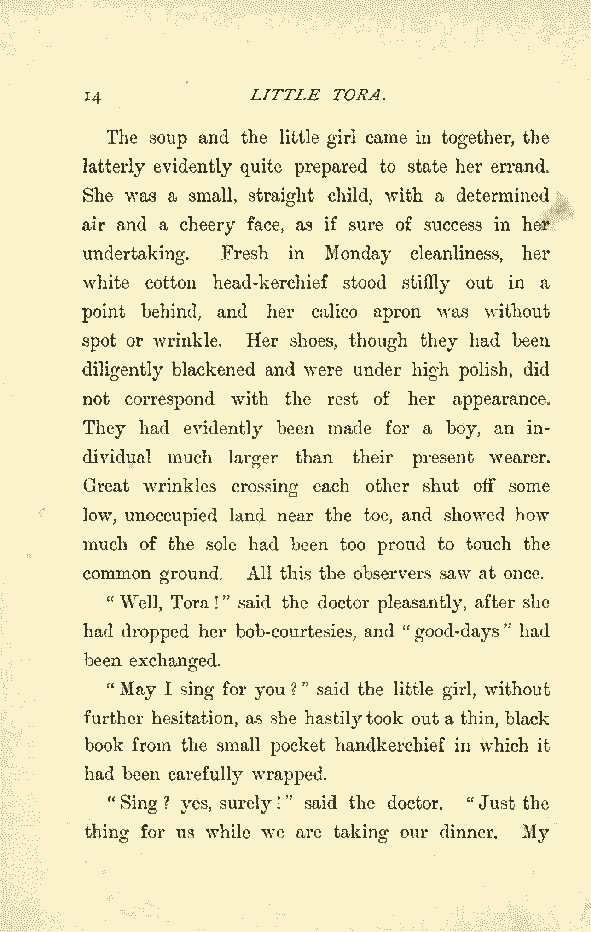 14 LITTLE TORA.
The soup and the little girl came in together, the
latterly evidently quite prepared to state her errand.
She was a small, straight child, with a determined
air and a cheery face, as if sure of success in her
undertaking. Fresh in Monday cleanliness, her
white cotton head-kerchief stood stiffly out in a
point behind, and her calico apron was without
spot or wrinkle. Her shoes, though they had been
diligently blackened and were under high polish, did
not correspond with the rest of her appearance.
They had evidently been made for a boy, an in-
dividual much larger than their present wearer.
Great wrinkles crossing each other shut off some
low, unoccupied land near the toe, and showed how
much of the sole had been too proud to touch the
common ground. All this the observers saw at once.
"Well, Tora!" said the doctor pleasantly, after she
had dropped her bob-courtesies, and "good-days" had
been exchanged.
"May I sing for you?" said the little girl, without
further hesitation, as she hastily took out a thin, black
book from the small pocket handkerchief in which it
had been carefully wrapped.
"Sing? yes, surely!" said the doctor. "Just the
thing for us while we are taking our dinner. My